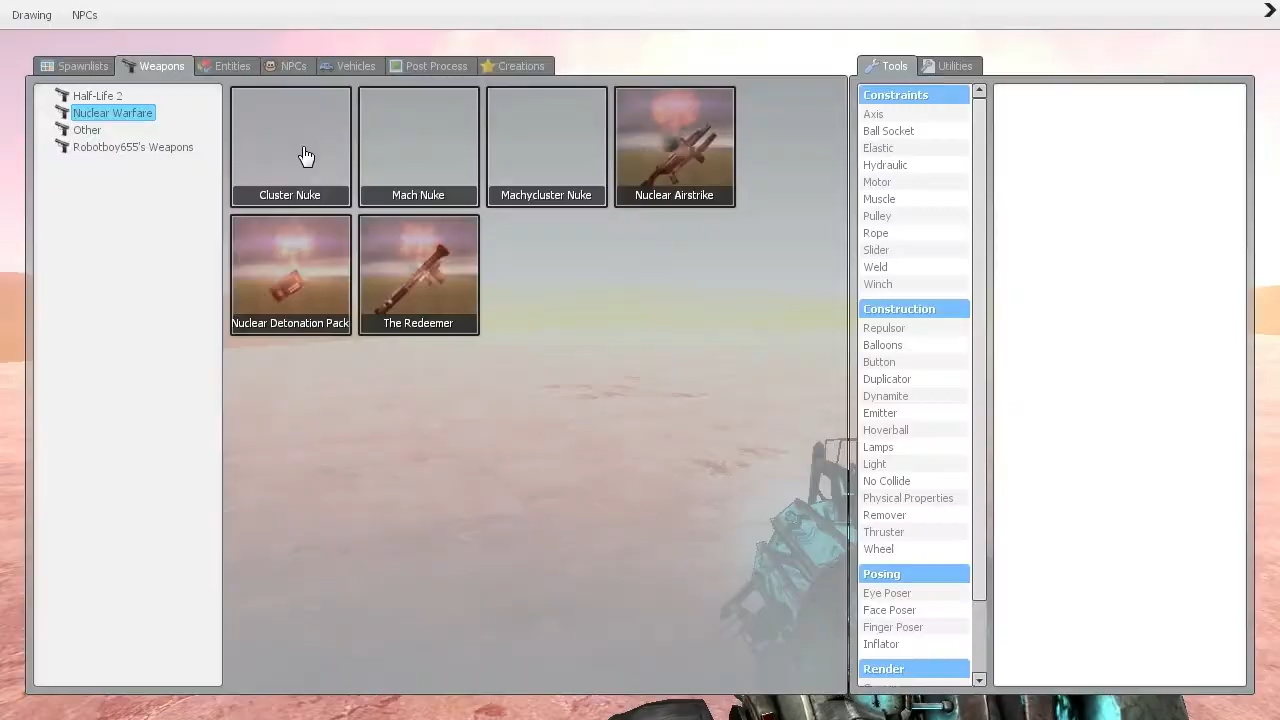 Drawing NPCs
Spawnlists Weapons Entities NPCs Vehicles Post Process Creations
Half-Life 2
Nuclear Warfare
Other
Robotboy655's Weapons
Cluster Nuke Mach Nuke Machycluster Nuke Nuclear Airstrike
Nuclear Detonation Pack The Redeemer
Tools Utilities
Constraints
Axis
Ball Socket
Elastic
Hydraulic
Motor
Muscle
Pulley
Rope
Slider
Weld
Winch
Construction
Repulsor
Balloons
Button
Duplicator
Dynamite
Emitter
Hoverball
Lamps
Light
No Collide
Physical Properties
Remover
Thruster
Wheel
Posing
Eye Poser
Face Poser
Finger Poser
Inflator
Render